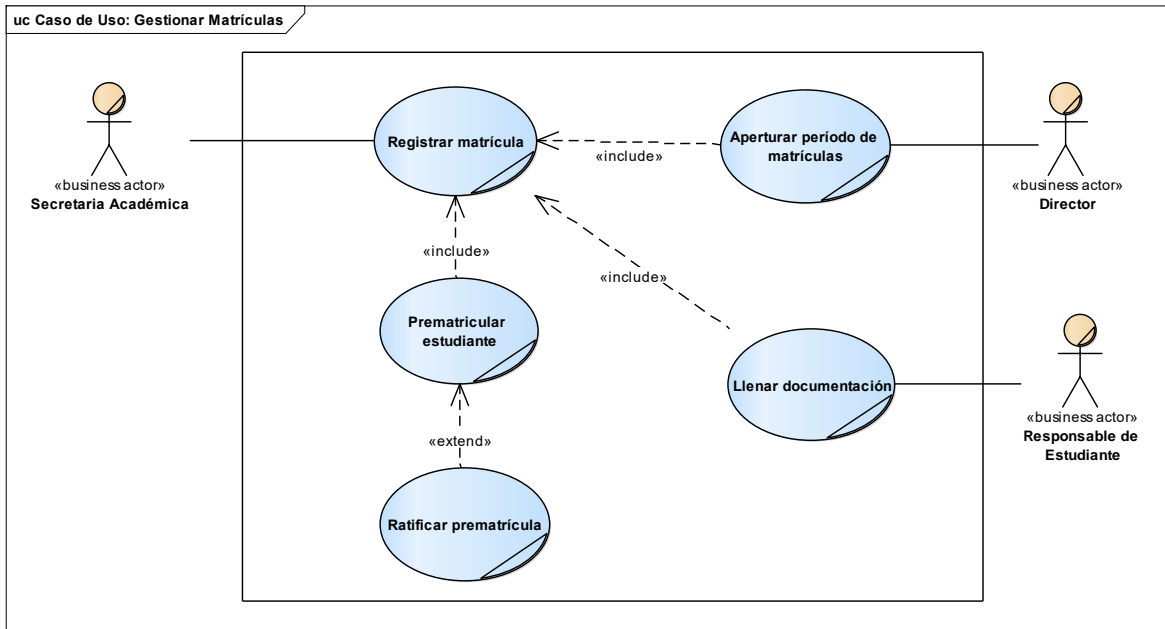 uc Caso de Uso: Gestionar Matrículas
Registrar matrícula
«include»
Aperturar período de
matrículas
«business actor»
Secretaria Académica
«business actor»
Director
«include»
«include»
Prematricular
estudiante
Llenar documentación
«business actor»
Responsable de
Estudiante
«extend»
Ratificar prematrícula